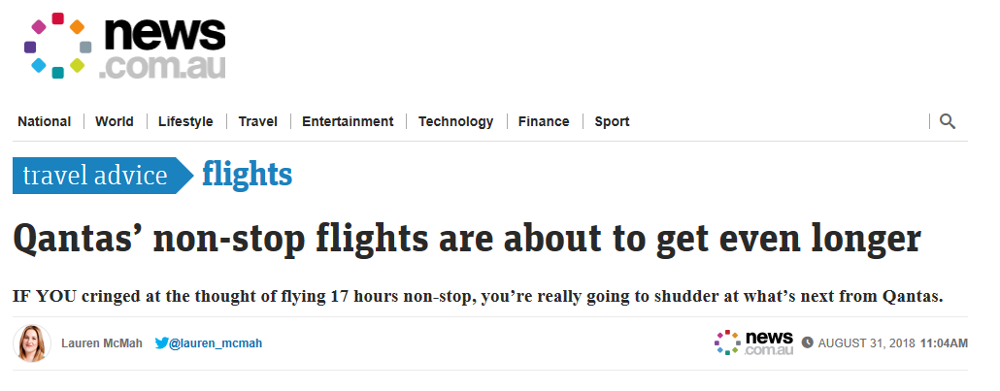 news
.com.au
National World Lifestyle Travel Entertainment Technology Finance Sport
travel advice flights
Qantas’ non-stop flights are about to get even longer
IF YOU cringed at the thought of flying 17 hours non-stop, you’re really going to shudder at what’s next from Qantas.
Lauren McMah @lauren_mcmah news .com.au AUGUST 31, 2018 11:04AM